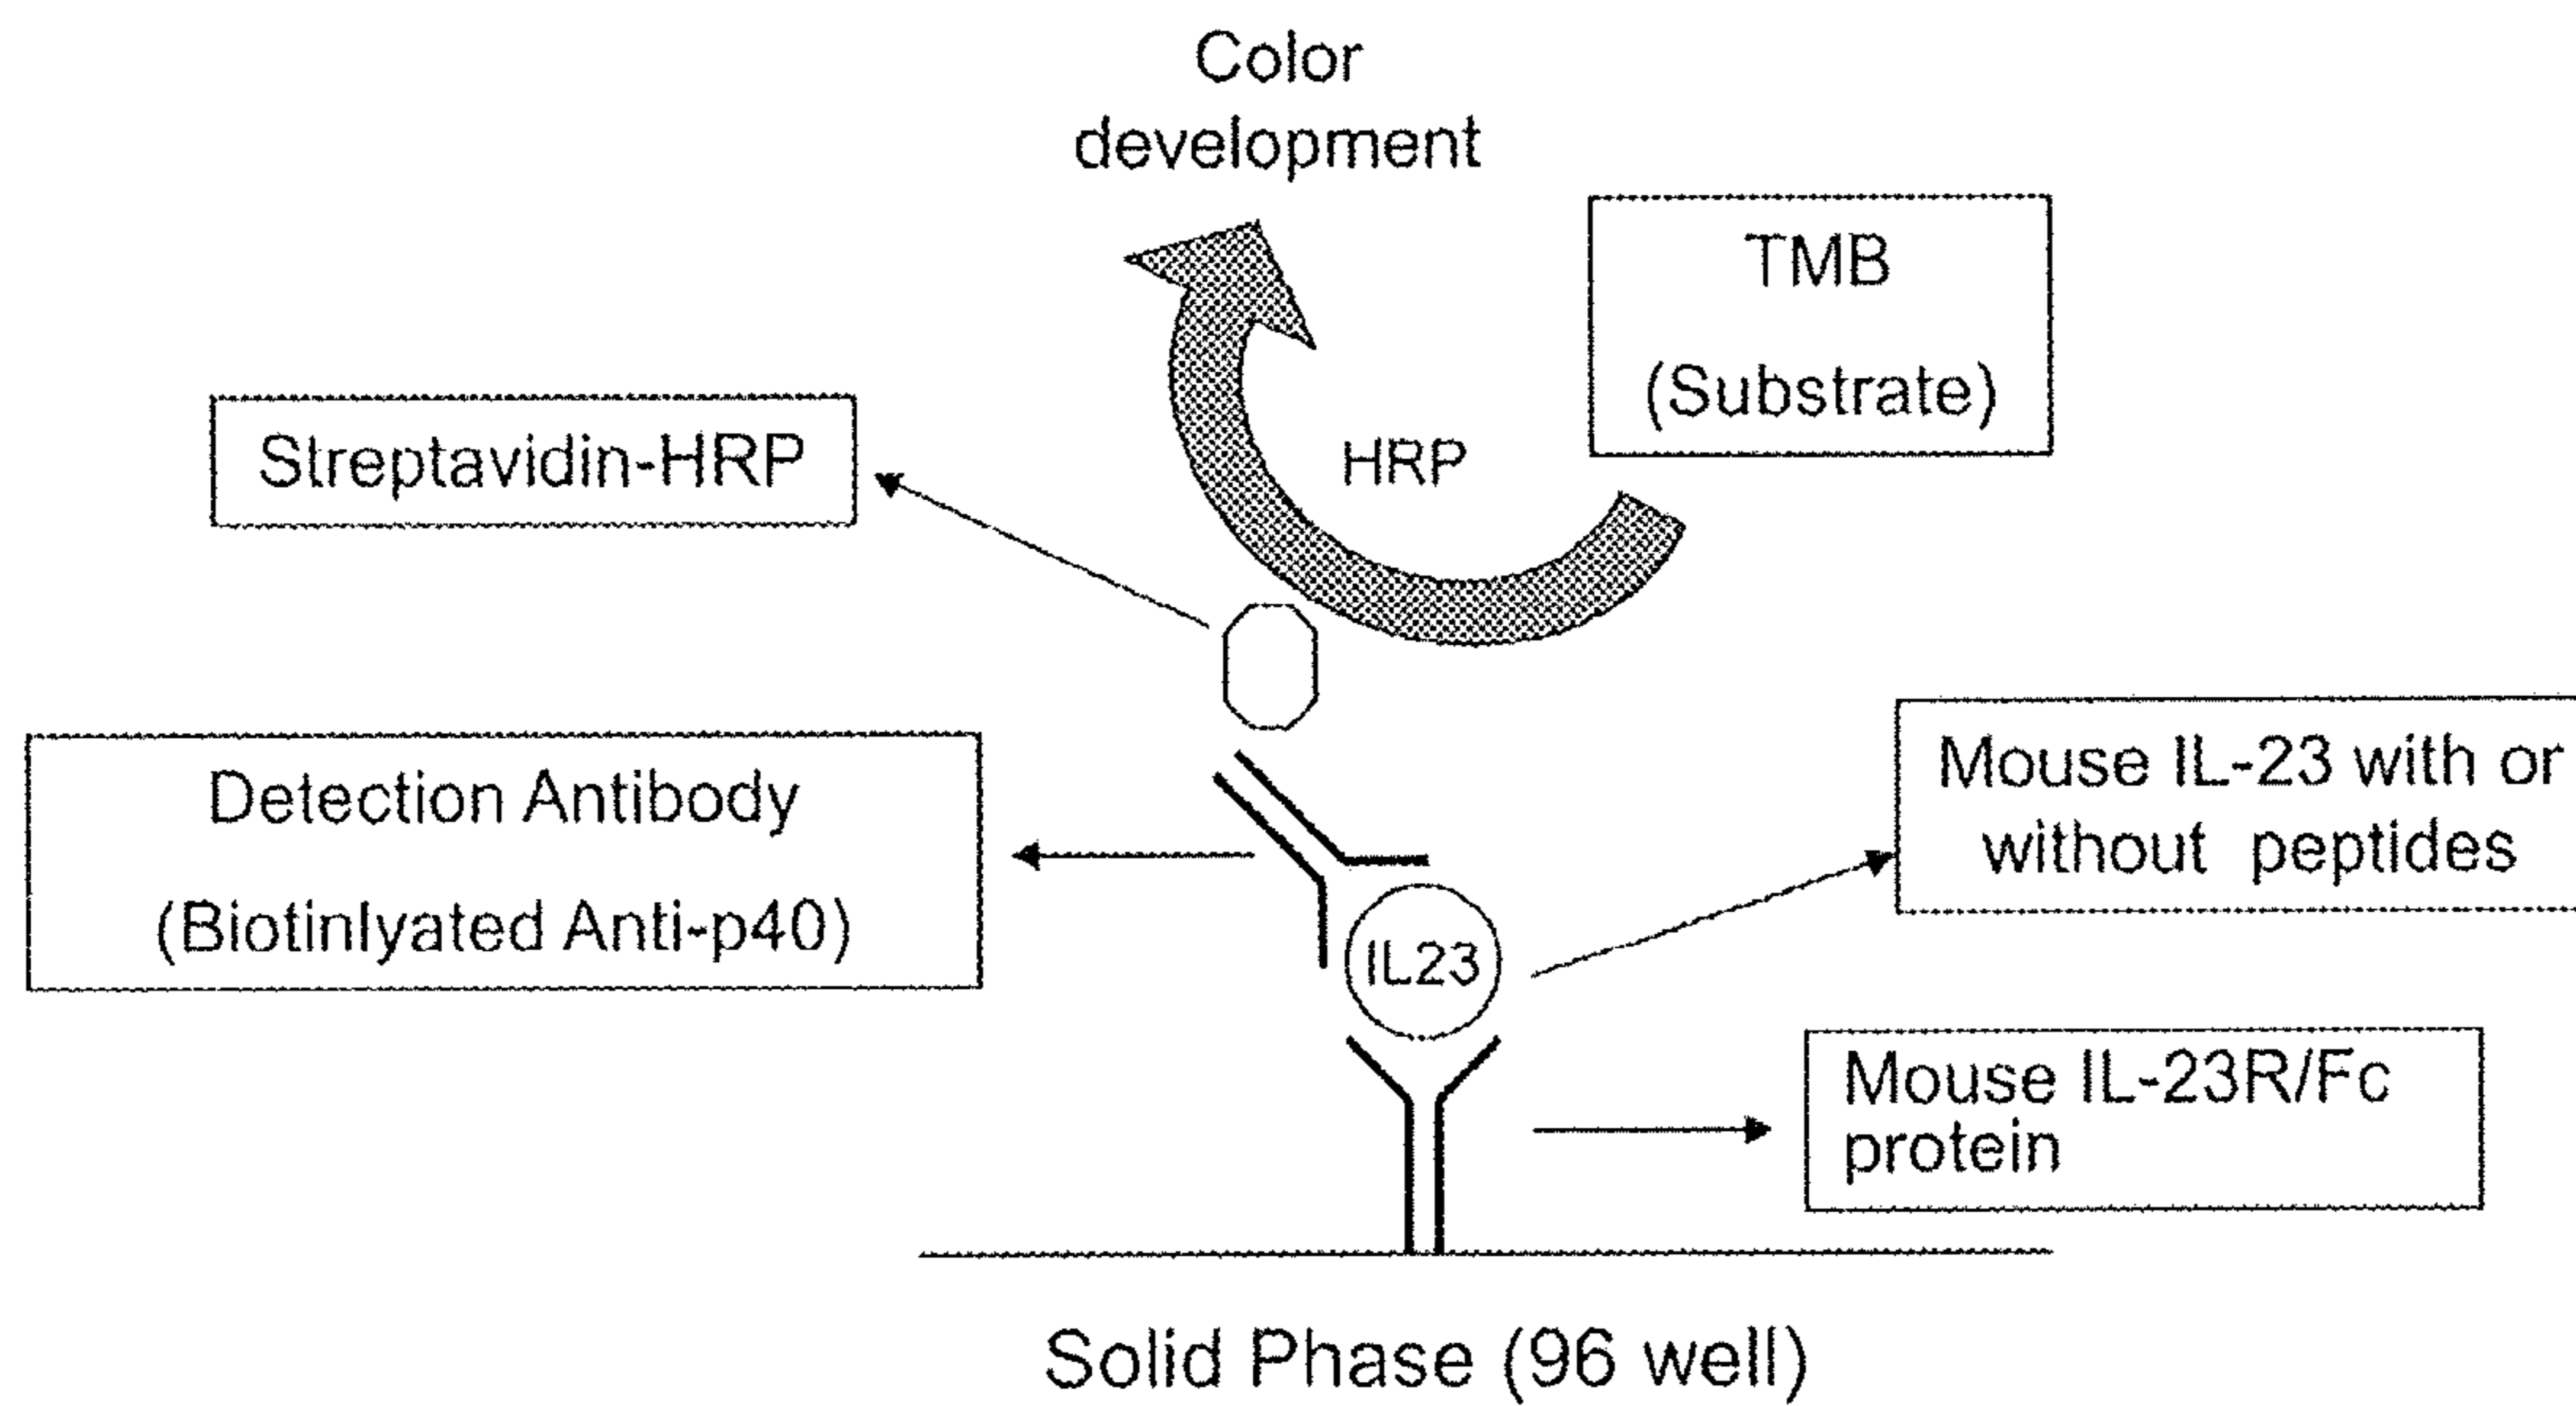 Color
development
TMB
(Substrate)
Streptavidin-HRP
HRP
Detection Antibody
(Biotinlyated Anti-p40)
Mouse IL-23 with or
without peptides
IL23
Mouse IL-23R/Fc
protein
Solid Phase (96 well)